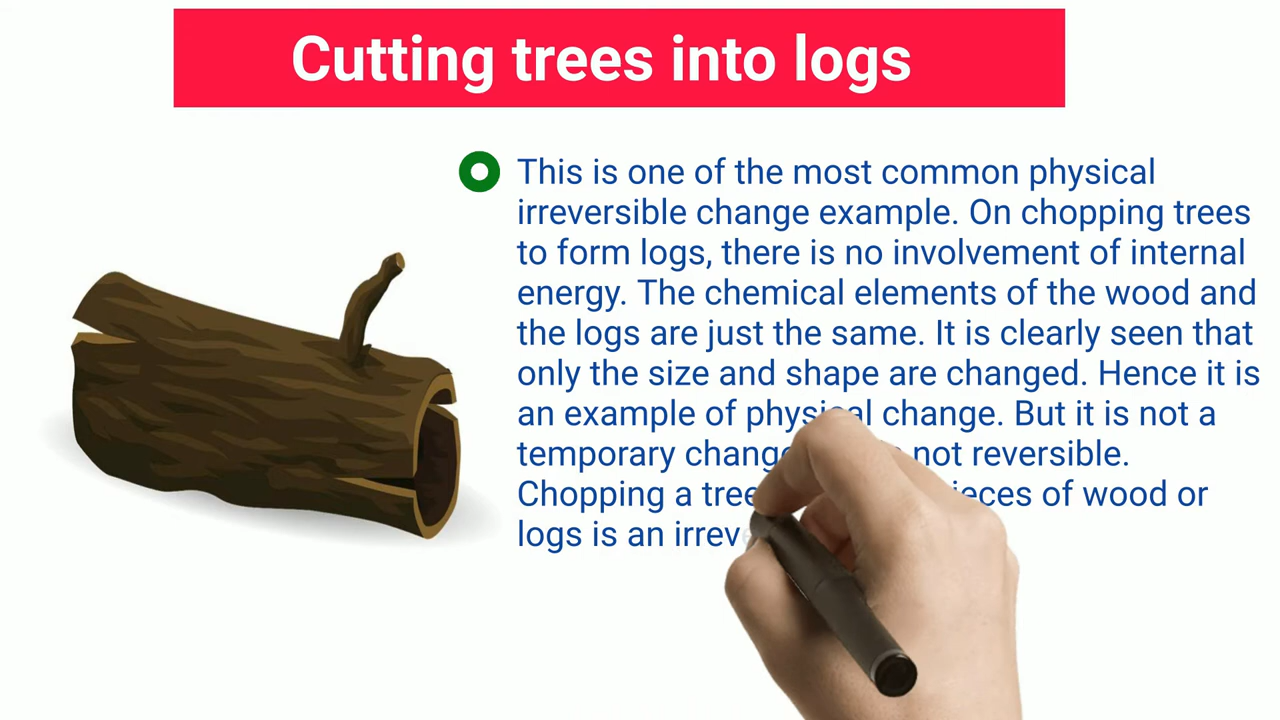 Cutting trees into logs
This is one of the most common physical
irreversible change example. On chopping trees
to form logs, there is no involvement of internal
energy. The chemical elements of the wood and
the logs are just the same. It is clearly seen that
only the size and shape are changed. Hence it is
an example of physical change. But it is not a
temporary change not reversible.
Chopping a tree pieces of wood or
logs is an